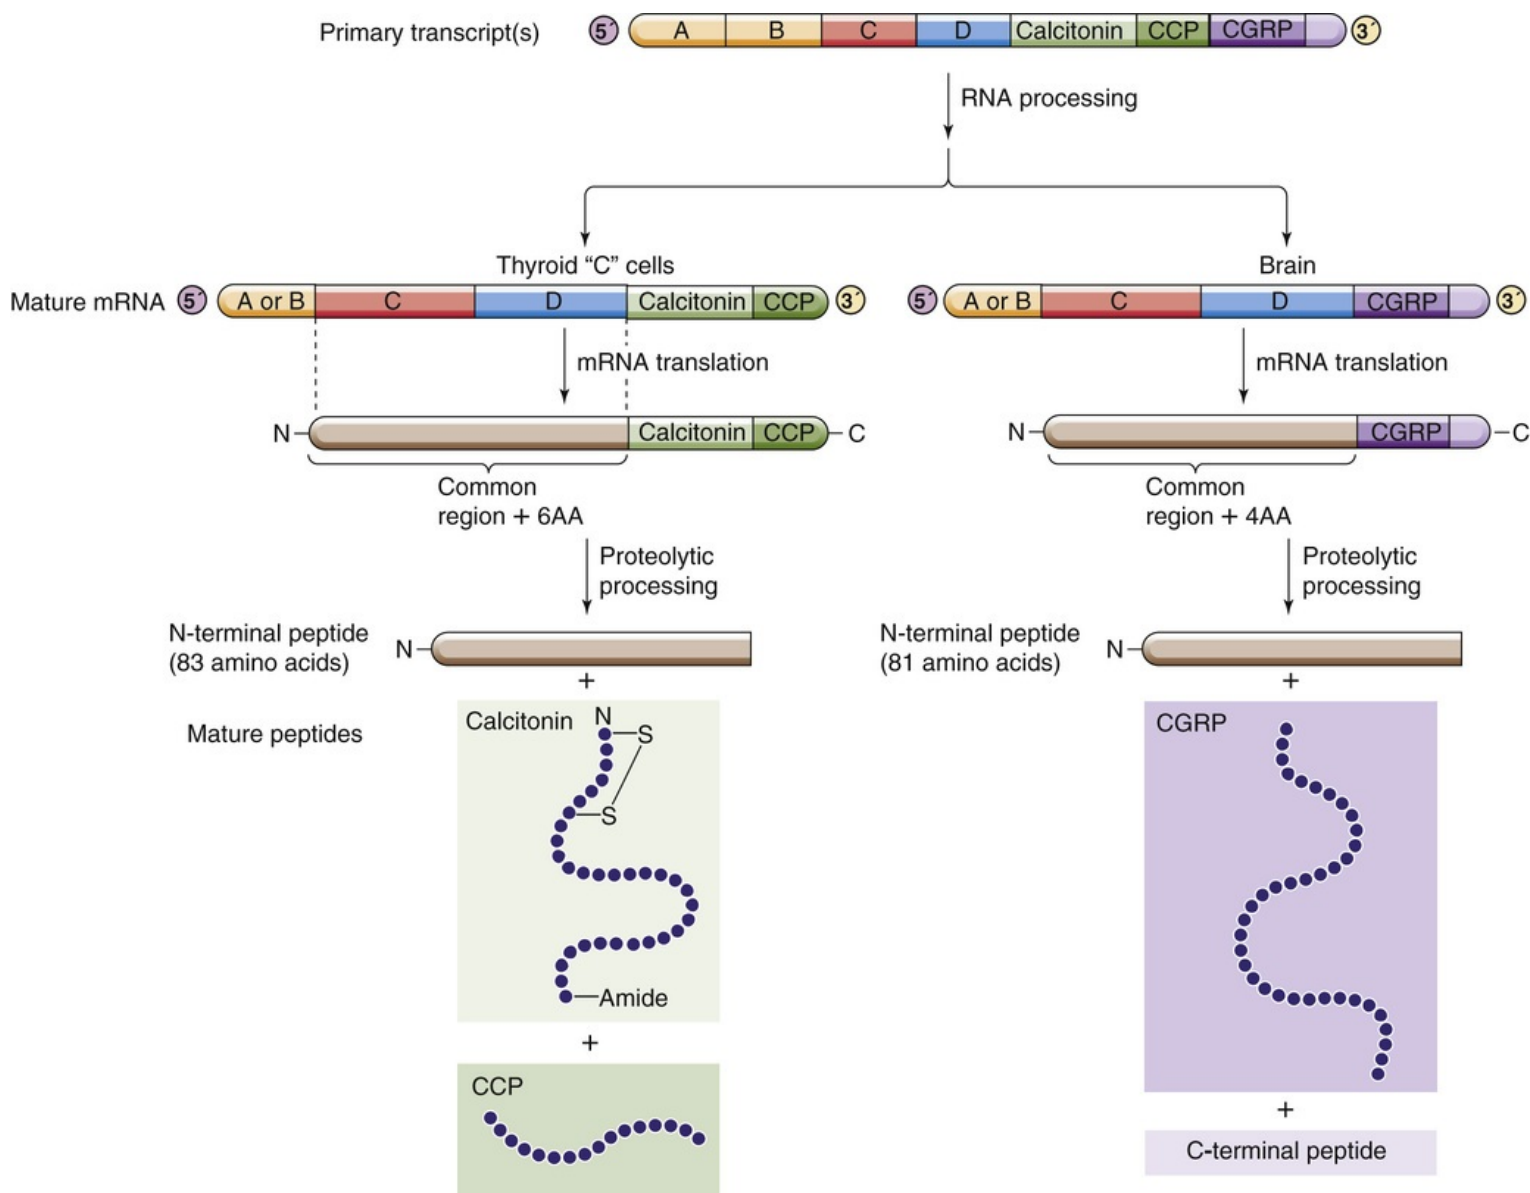 Primary transcript(s) 5´ A B C D Calcitonin CCP CGRP 3´
RNA processing
Thyroid “C” cells
Brain
Mature mRNA 5´ A or B C D Calcitonin CCP 3´
5´ A or B C D CGRP 3´
mRNA translation
mRNA translation
N Calcitonin CCP C
N CGRP C
Common
region + 6AA
Common
region + 4AA
Proteolytic
processing
Proteolytic
processing
N-terminal peptide
(83 amino acids)
N
+
N-terminal peptide
(81 amino acids)
N
+
Mature peptides
Calcitonin
N
S
S
Amide
+
CCP
CGRP
+
C-terminal peptide